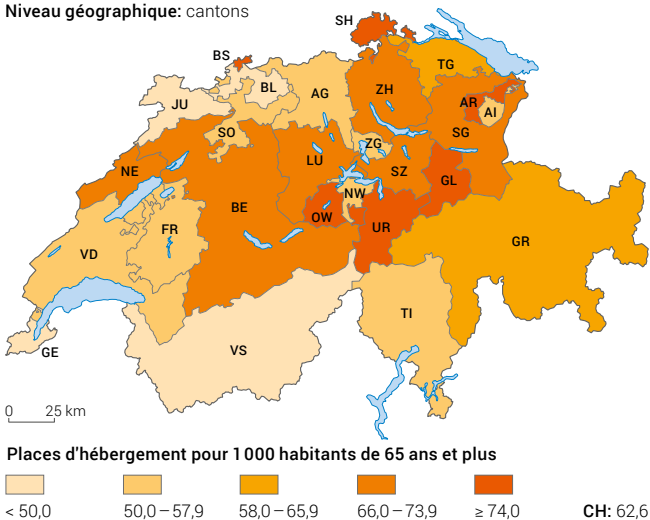 Niveau géographique: cantons
SH
BS
TG
BL
ZH
JU
AG
AR
AI
SO
SG
ZG
LU
NE
SZ
GL
NW
BE
OW
FR
UR
GR
VD
TI
GE
VS
0 25 km
Places d'hébergement pour 1 000 habitants de 65 ans et plus
< 50,0 50,0 – 57,9 58,0 – 65,9 66,0 – 73,9 ≥ 74,0 CH: 62,6